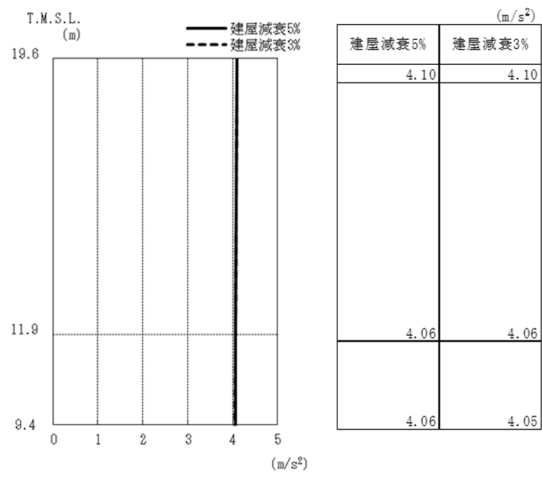 T.M.S.L.
(m)
建屋減衰5%
建屋減衰3%
19.6
11.9
9.4
0 1 2 3 4 5
(m/s²)
(m/s²)
建屋減衰5% 建屋減衰3%
4.10 4.10
4.06 4.06
4.06 4.05